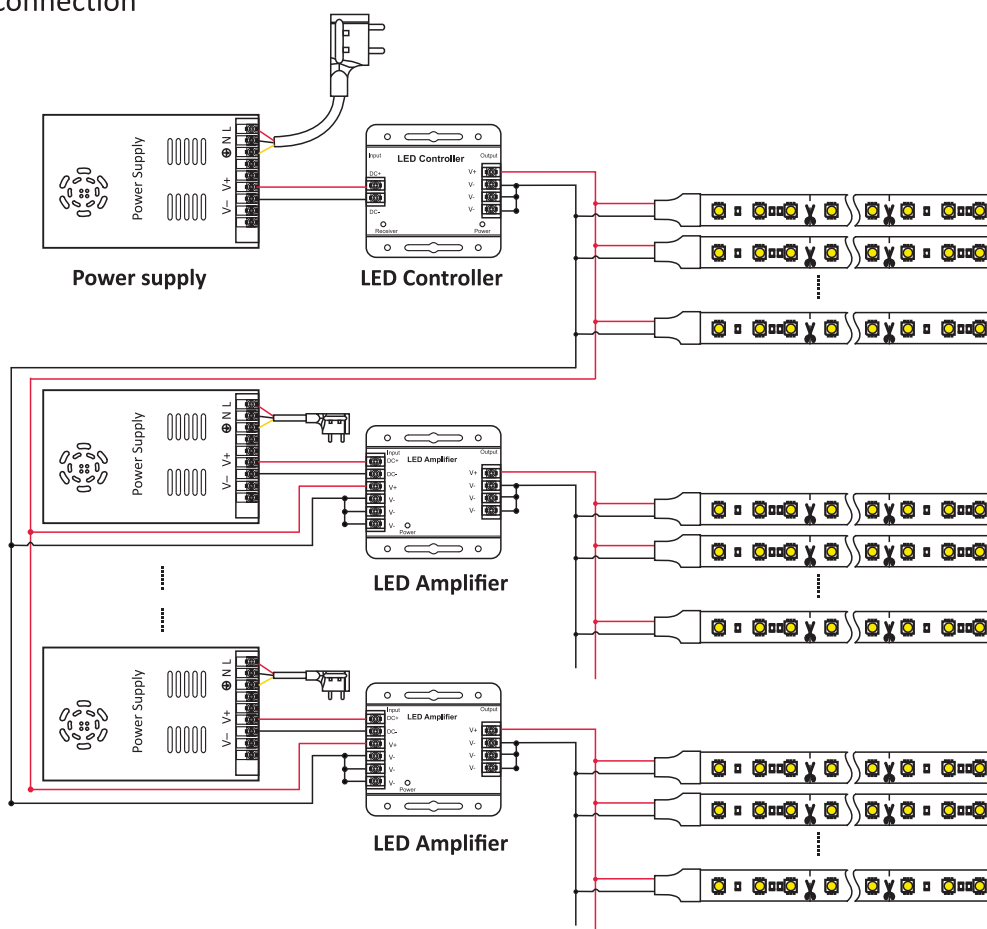 connection
Power Supply
L
N
V+
V–
Power supply
Input
LED Controller
Output
DC+
DC-
V+
V-
V-
V-
Receiver
Power
LED Controller
Power Supply
L
N
V+
V–
Input
LED Amplifier
Output
DC+
DC-
V+
V-
V-
V+
V-
V-
V-
Power
LED Amplifier
Power Supply
L
N
V+
V–
Input
LED Amplifier
Output
DC+
DC-
V+
V-
V-
V-
V+
V-
V-
V-
Power
LED Amplifier